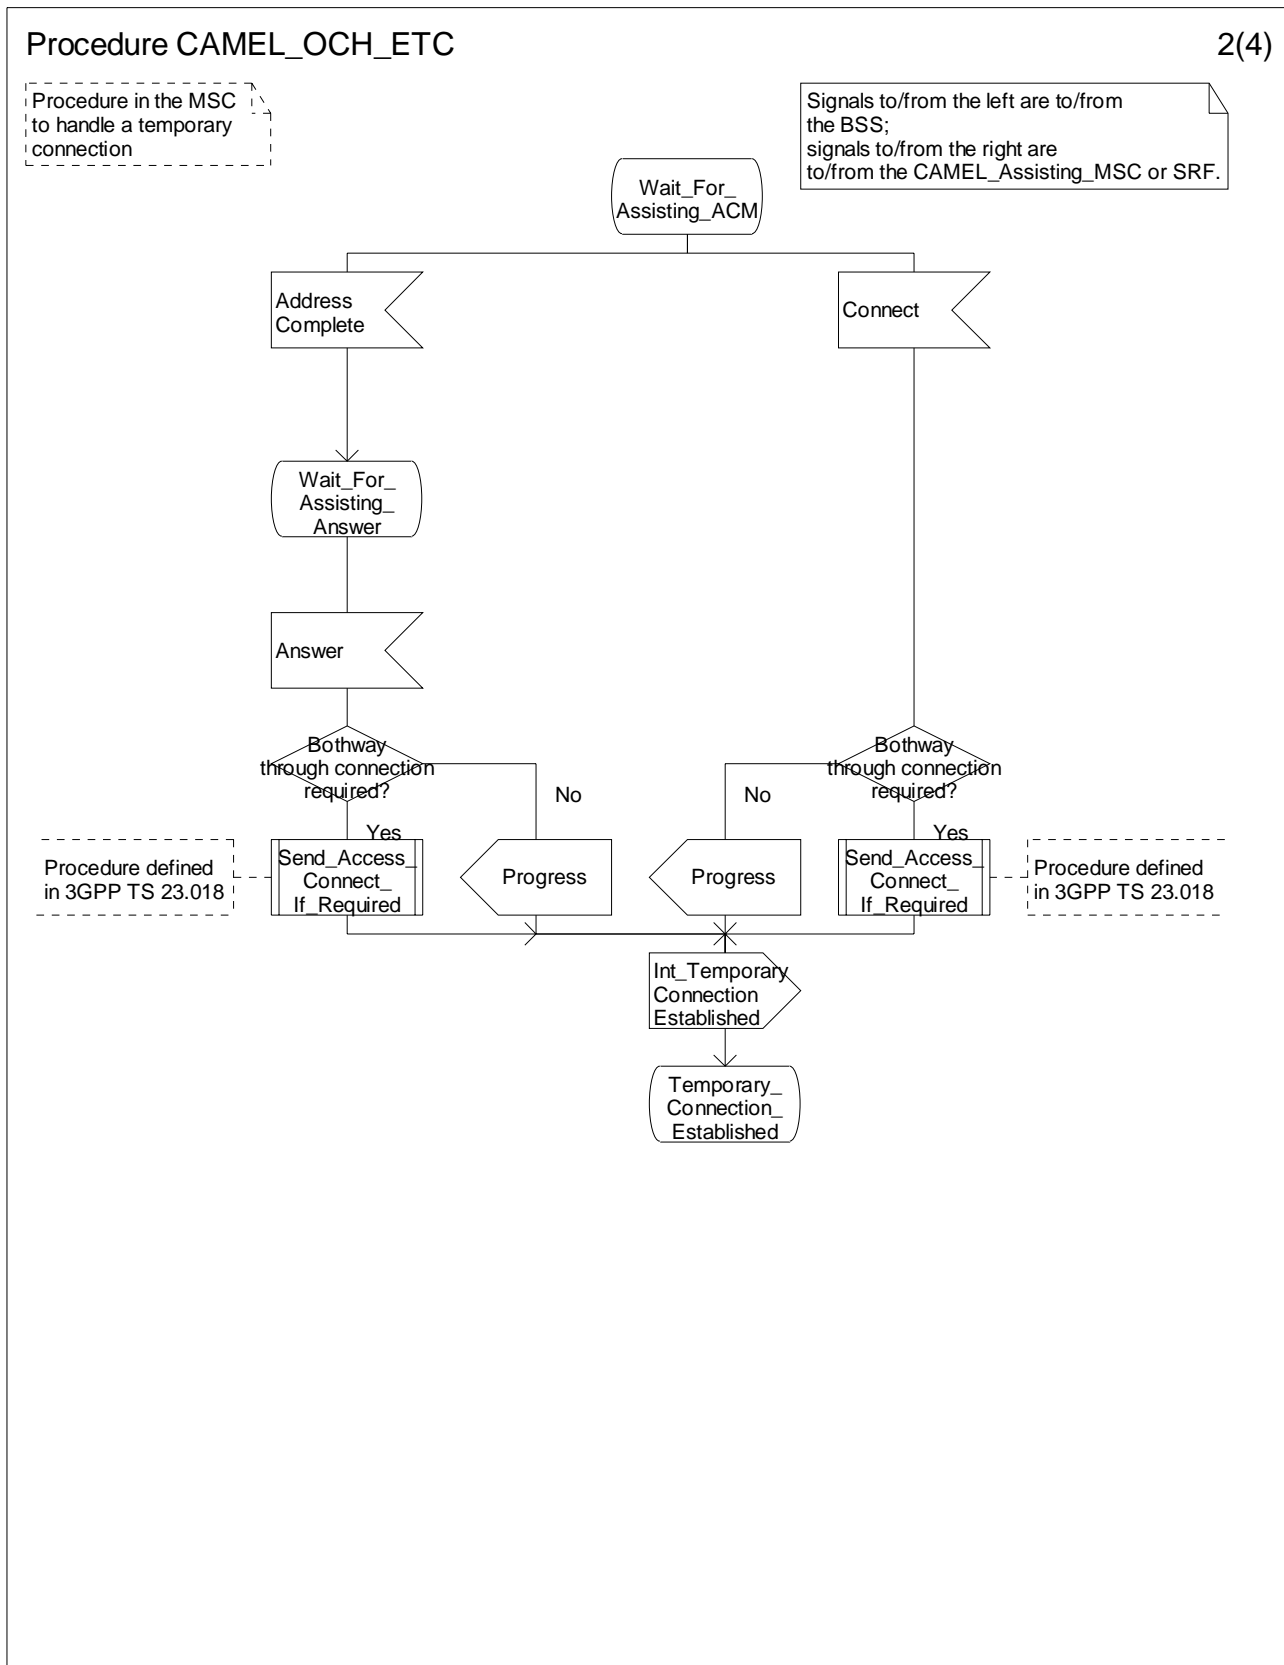 Procedure CAMEL_OCH_ETC
2(4)
Procedure in the MSC
to handle a temporary
connection
Signals to/from the left are to/from
the BSS;
signals to/from the right are
to/from the CAMEL_Assisting_MSC or SRF.
Wait_For_
Assisting_ACM
Address
Complete
Connect
Wait_For_
Assisting_
Answer
Answer
Bothway
through connection
required?
No
Yes
Bothway
through connection
required?
No
Yes
Procedure defined
in 3GPP TS 23.018
Send_Access_
Connect_
If_Required
Progress
Progress
Send_Access_
Connect_
If_Required
Procedure defined
in 3GPP TS 23.018
Int_Temporary
Connection
Established
Temporary_
Connection_
Established